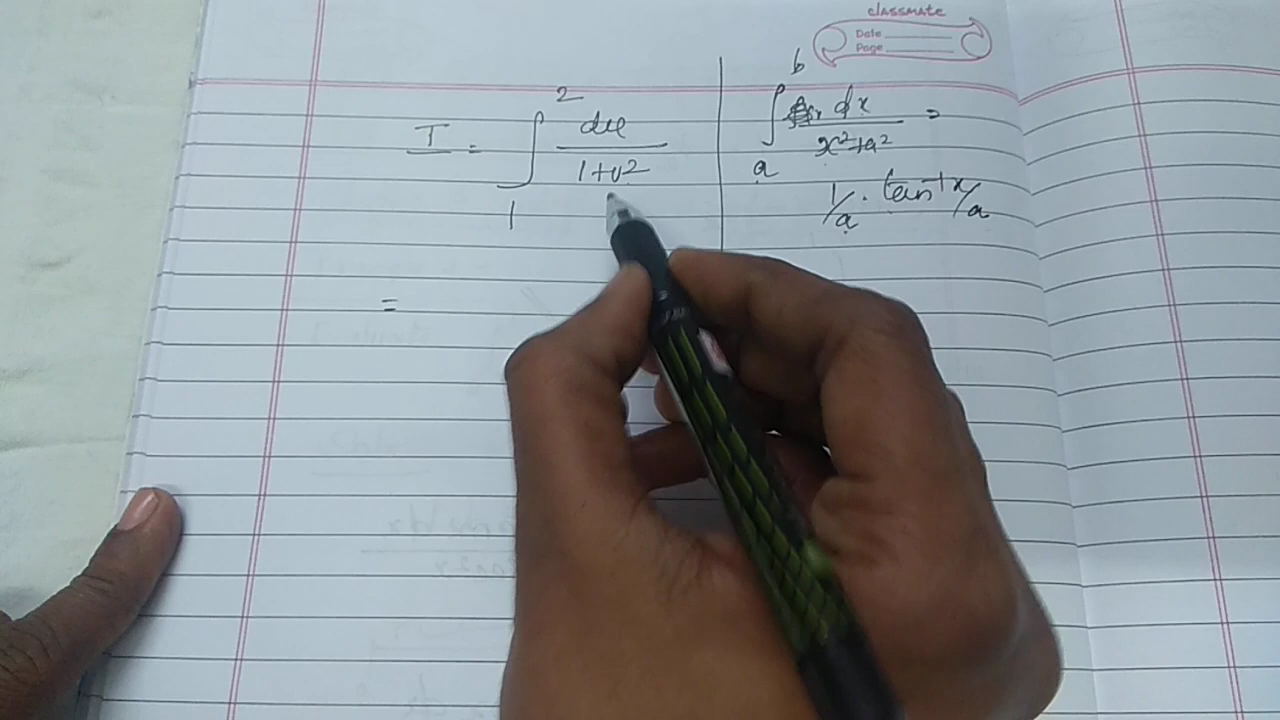 classmate
Date
Page
I = ∫₁² du / 1+u²
∫ₐᵇ dx / x²+a² =
1/a . tan⁻¹ x/a
=